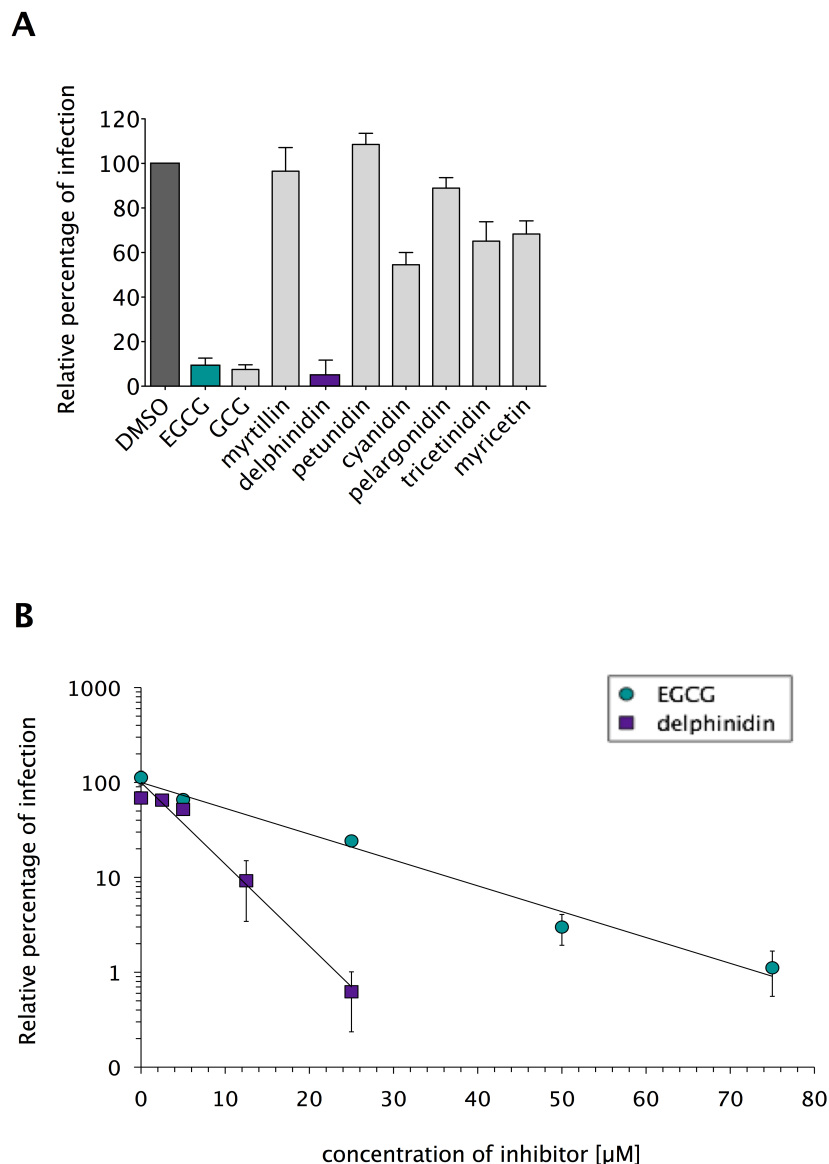 A
Relative percentage of infection
120
100
80
60
40
20
0
DMSO
EGCG
GCG
myrtillin
delphinidin
petunidin
cyanidin
pelargonidin
tricetinidin
myricetin
B
Relative percentage of infection
1000
100
10
1
0
EGCG
delphinidin
0 10 20 30 40 50 60 70 80
concentration of inhibitor [µM]